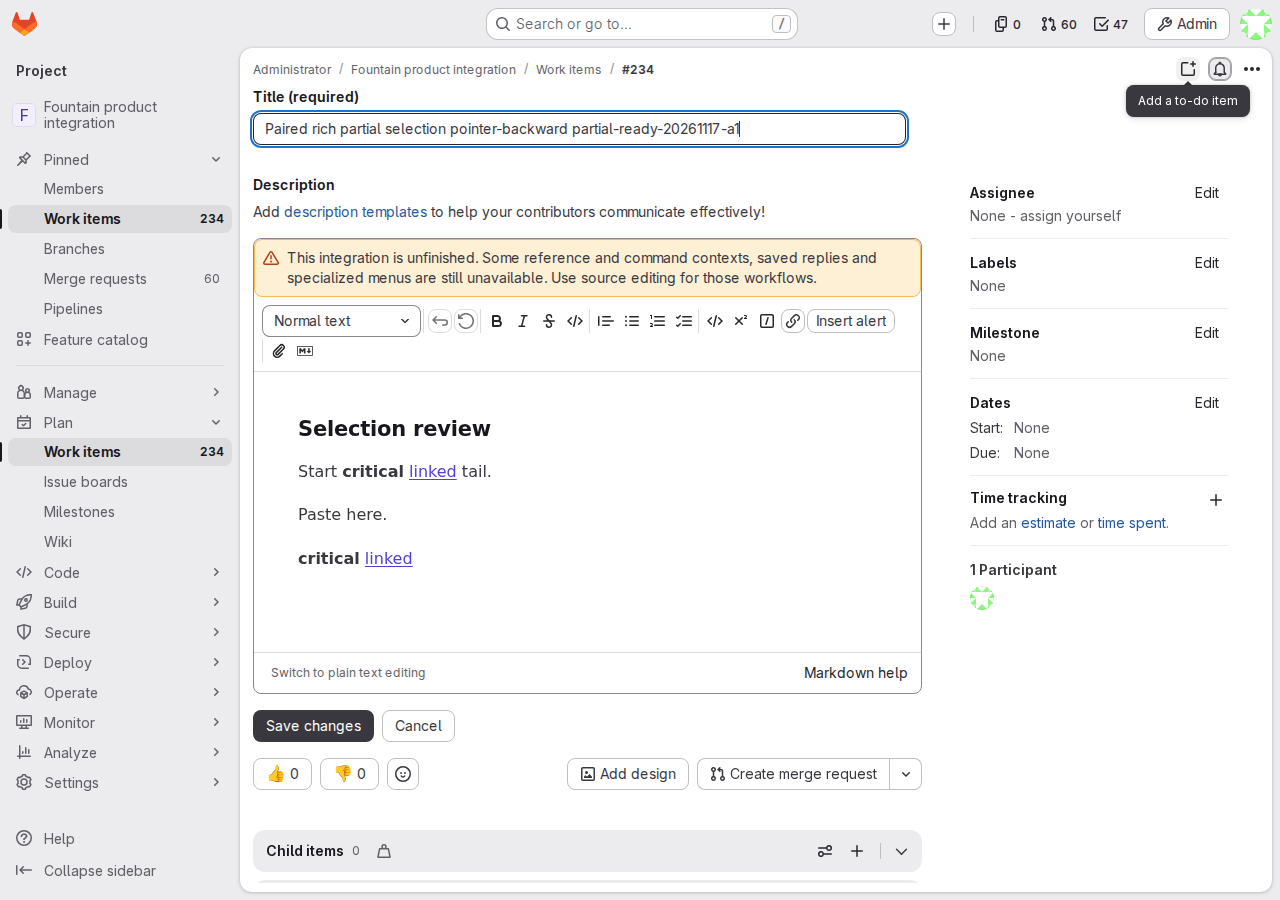 Search or go to...
/
0
60
47
Admin
Project
F
Fountain product integration
Pinned
Members
Work items 234
Branches
Merge requests 60
Pipelines
Feature catalog
Manage
Plan
Work items 234
Issue boards
Milestones
Wiki
Code
Build
Secure
Deploy
Operate
Monitor
Analyze
Settings
Help
Collapse sidebar
Administrator / Fountain product integration / Work items / #234
Add a to-do item
Title (required)
Paired rich partial selection pointer-backward partial-ready-20261117-a1
Description
Add description templates to help your contributors communicate effectively!
This integration is unfinished. Some reference and command contexts, saved replies and
specialized menus are still unavailable. Use source editing for those workflows.
Normal text
Insert alert
Selection review
Start critical linked tail.
Paste here.
critical linked
Switch to plain text editing
Markdown help
Save changes
Cancel
👍 0
👎 0
Add design
Create merge request
Child items 0
Assignee
Edit
None - assign yourself
Labels
Edit
None
Milestone
Edit
None
Dates
Edit
Start: None
Due: None
Time tracking
Add an estimate or time spent.
1 Participant